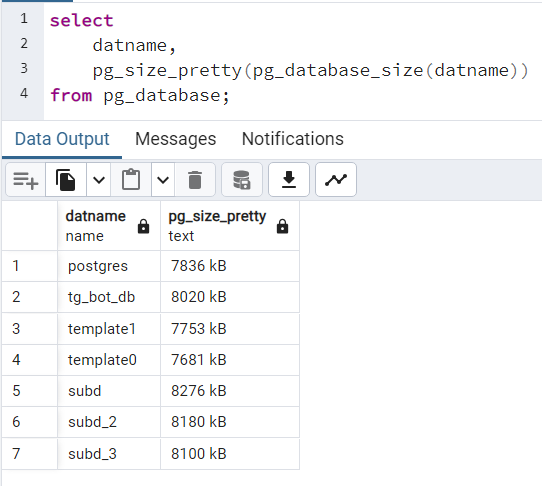 1 select
2 datname,
3 pg_size_pretty(pg_database_size(datname))
4 from pg_database;
Data Output Messages Notifications
datname pg_size_pretty
name text
1 postgres 7836 kB
2 tg_bot_db 8020 kB
3 template1 7753 kB
4 template0 7681 kB
5 subd 8276 kB
6 subd_2 8180 kB
7 subd_3 8100 kB